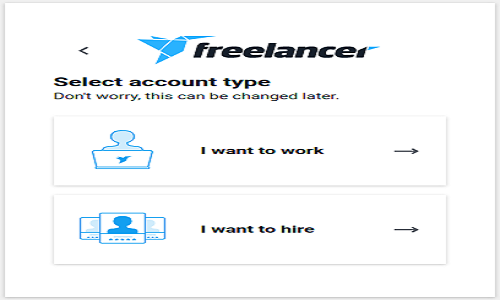 freelancer
Select account type
Don't worry, this can be changed later.
I want to work
I want to hire